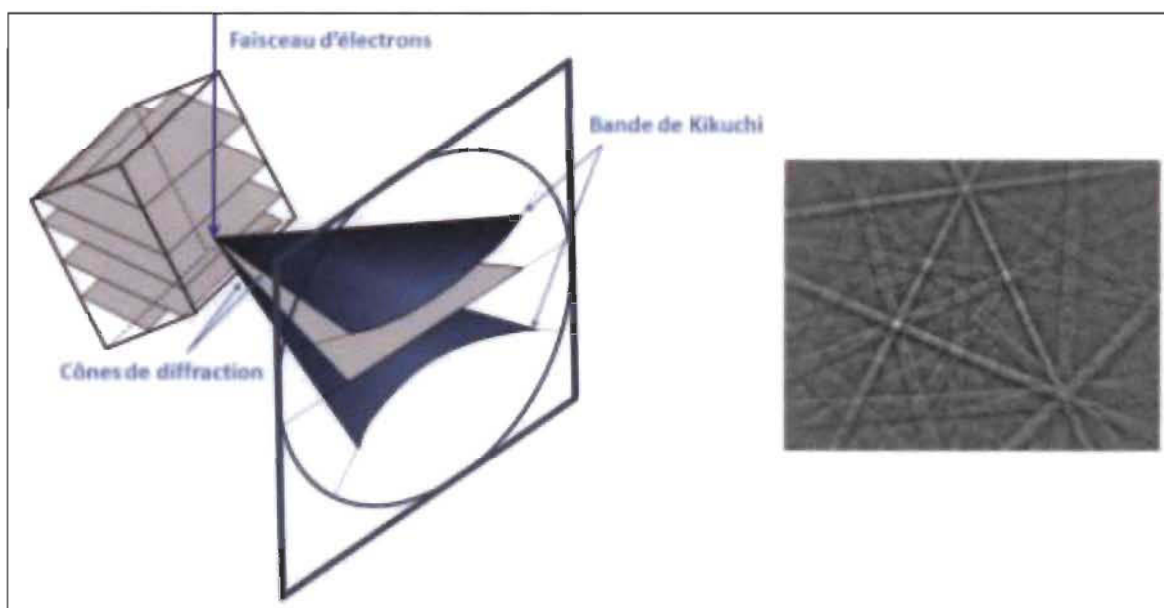 Faisceau d'électrons
Bande de Kikuchi
Cônes de diffraction